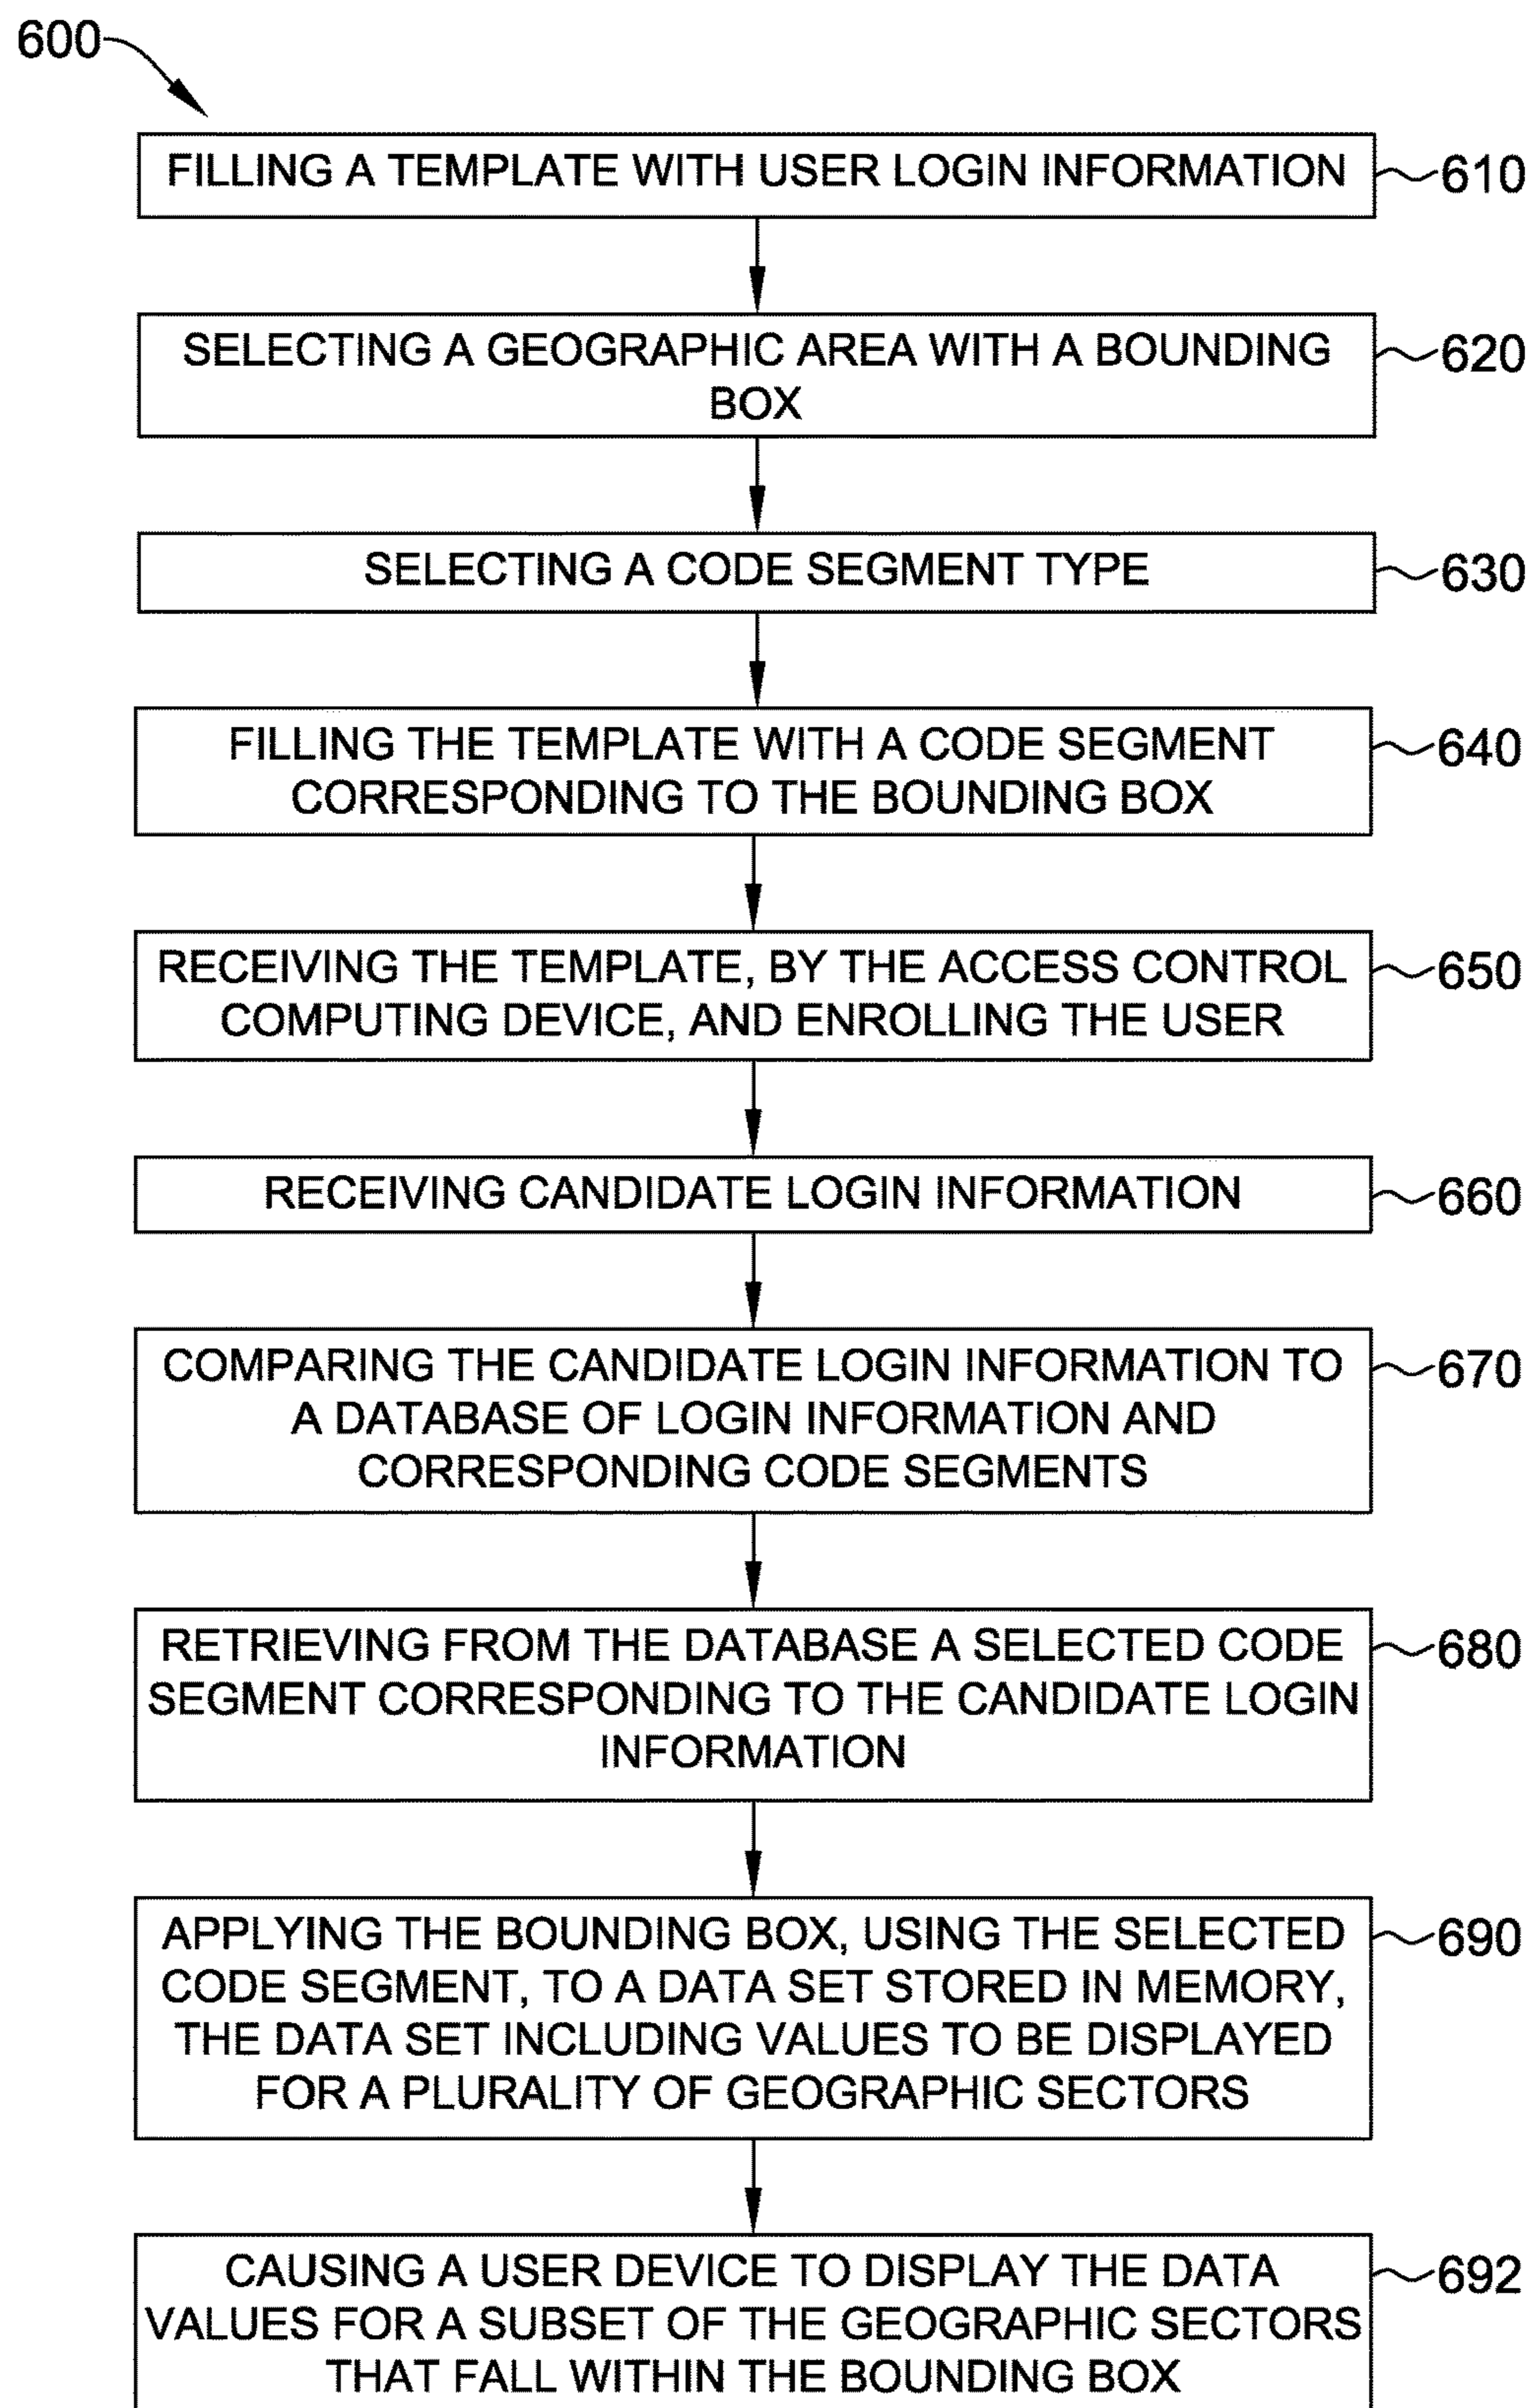 600
FILLING A TEMPLATE WITH USER LOGIN INFORMATION
610
SELECTING A GEOGRAPHIC AREA WITH A BOUNDING
BOX
620
SELECTING A CODE SEGMENT TYPE
630
FILLING THE TEMPLATE WITH A CODE SEGMENT
CORRESPONDING TO THE BOUNDING BOX
640
RECEIVING THE TEMPLATE, BY THE ACCESS CONTROL
COMPUTING DEVICE, AND ENROLLING THE USER
650
RECEIVING CANDIDATE LOGIN INFORMATION
660
COMPARING THE CANDIDATE LOGIN INFORMATION TO
A DATABASE OF LOGIN INFORMATION AND
CORRESPONDING CODE SEGMENTS
670
RETRIEVING FROM THE DATABASE A SELECTED CODE
SEGMENT CORRESPONDING TO THE CANDIDATE LOGIN
INFORMATION
680
APPLYING THE BOUNDING BOX, USING THE SELECTED
CODE SEGMENT, TO A DATA SET STORED IN MEMORY,
THE DATA SET INCLUDING VALUES TO BE DISPLAYED
FOR A PLURALITY OF GEOGRAPHIC SECTORS
690
CAUSING A USER DEVICE TO DISPLAY THE DATA
VALUES FOR A SUBSET OF THE GEOGRAPHIC SECTORS
THAT FALL WITHIN THE BOUNDING BOX
692